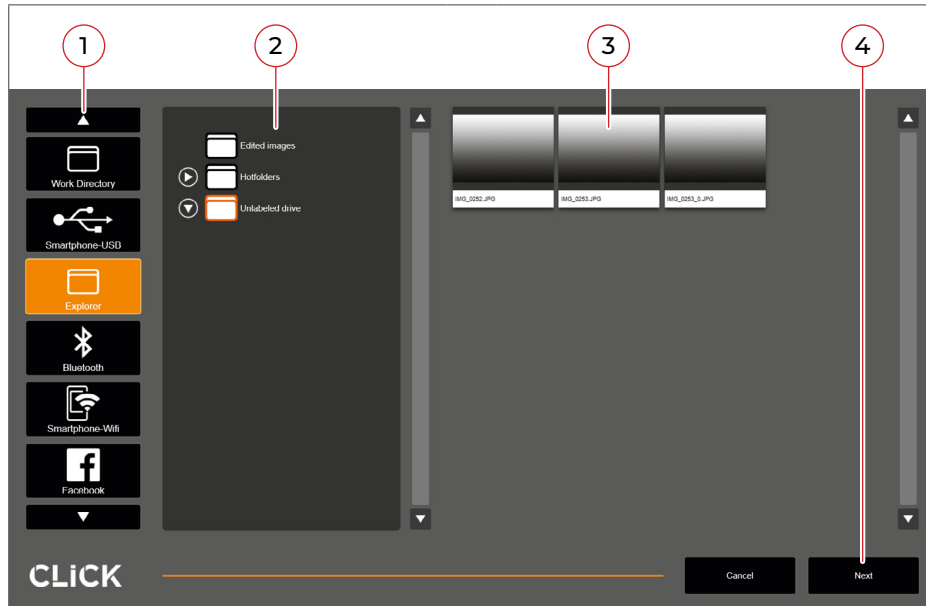 1
2
3
4
Work Directory
Smartphone-USB
Explorer
Bluetooth
Smartphone-Wifi
f
Facebook
Edited images
Hotfolders
Unlabeled drive
IMG_0252.JPG
IMG_0253.JPG
IMG_0253_0.JPG
CLiCK
Cancel
Next